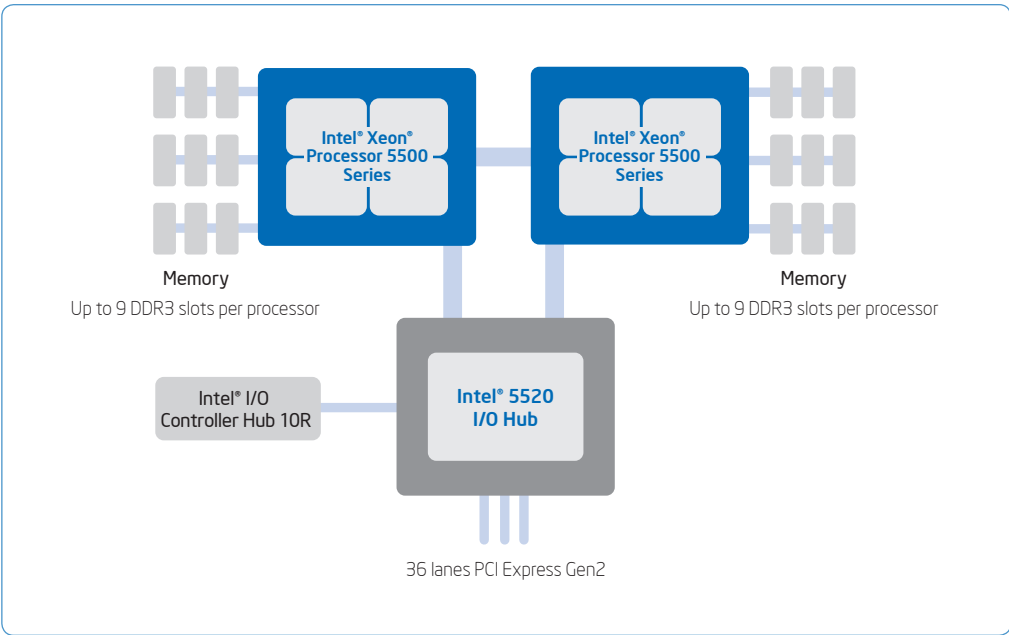 Intel® Xeon®
Processor 5500
Series
Intel® Xeon®
Processor 5500
Series
Memory
Up to 9 DDR3 slots per processor
Memory
Up to 9 DDR3 slots per processor
Intel® I/O
Controller Hub 10R
Intel® 5520
I/O Hub
36 lanes PCI Express Gen2